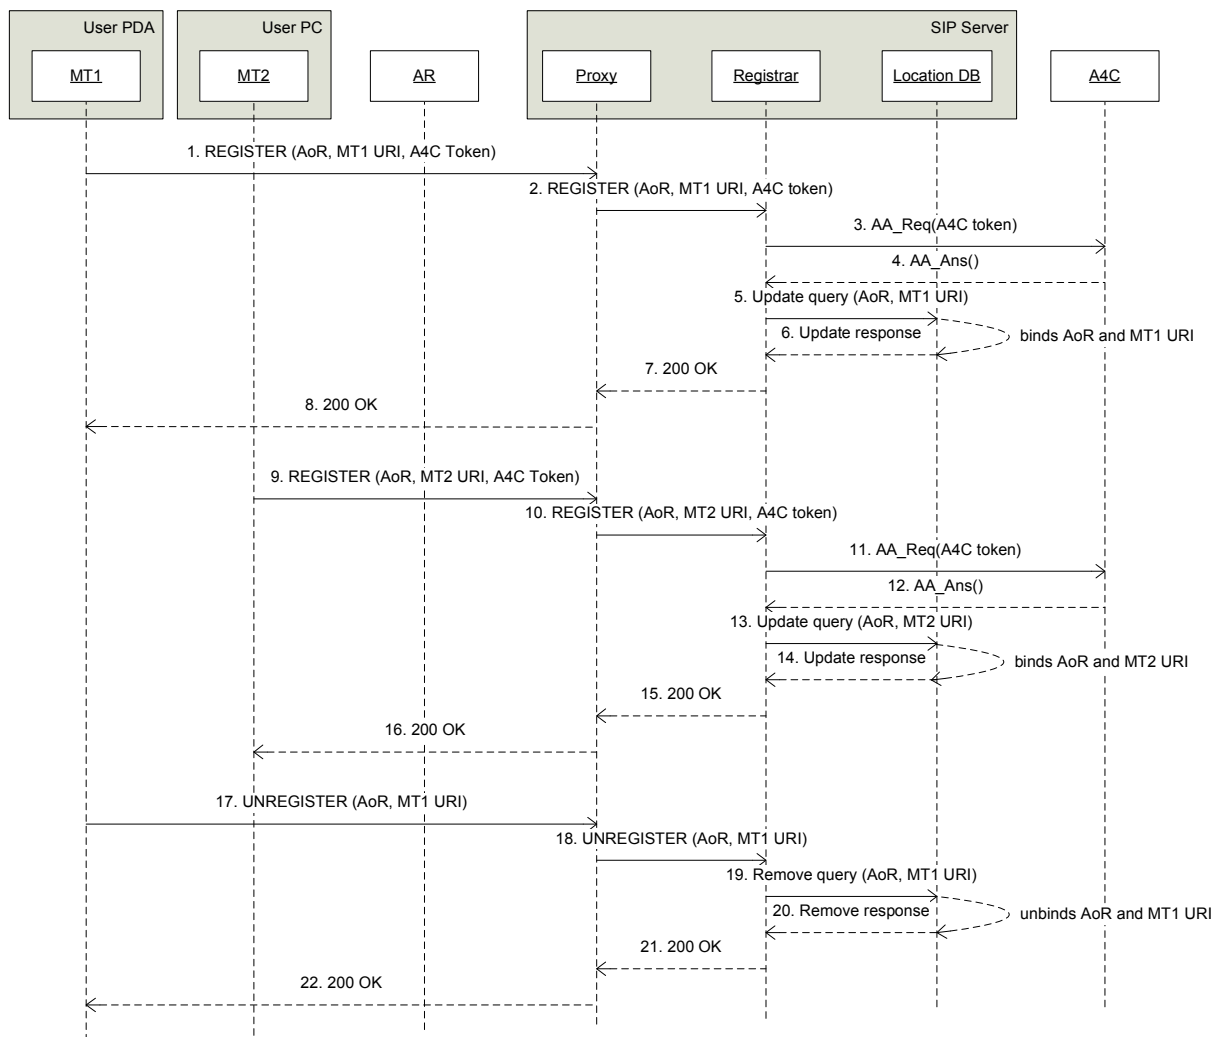 User PDA
User PC
SIP Server
MT1
MT2
AR
Proxy
Registrar
Location DB
A4C
1. REGISTER (AoR, MT1 URI, A4C Token)
2. REGISTER (AoR, MT1 URI, A4C token)
3. AA_Req(A4C token)
4. AA_Ans()
5. Update query (AoR, MT1 URI)
6. Update response
binds AoR and MT1 URI
7. 200 OK
8. 200 OK
9. REGISTER (AoR, MT2 URI, A4C Token)
10. REGISTER (AoR, MT2 URI, A4C token)
11. AA_Req(A4C token)
12. AA_Ans()
13. Update query (AoR, MT2 URI)
14. Update response
binds AoR and MT2 URI
15. 200 OK
16. 200 OK
17. UNREGISTER (AoR, MT1 URI)
18. UNREGISTER (AoR, MT1 URI)
19. Remove query (AoR, MT1 URI)
20. Remove response
unbinds AoR and MT1 URI
21. 200 OK
22. 200 OK